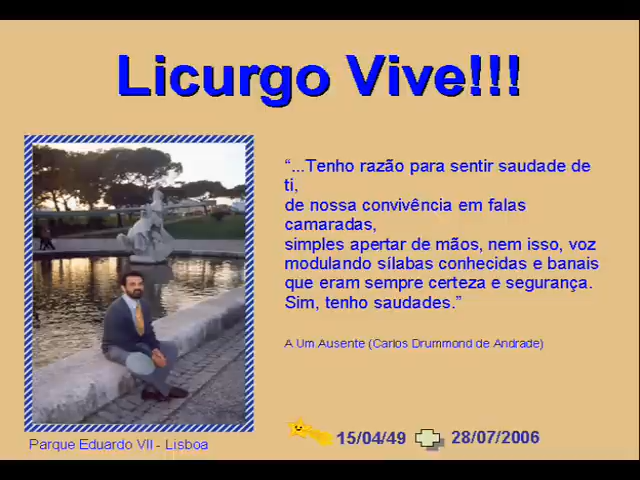 Licurgo Vive!!!
“...Tenho razão para sentir saudade de
ti,
de nossa convivência em falas
camaradas,
simples apertar de mãos, nem isso, voz
modulando sílabas conhecidas e banais
que eram sempre certeza e segurança.
Sim, tenho saudades.”
A Um Ausente (Carlos Drummond de Andrade)
15/04/49 28/07/2006
Parque Eduardo VII - Lisboa